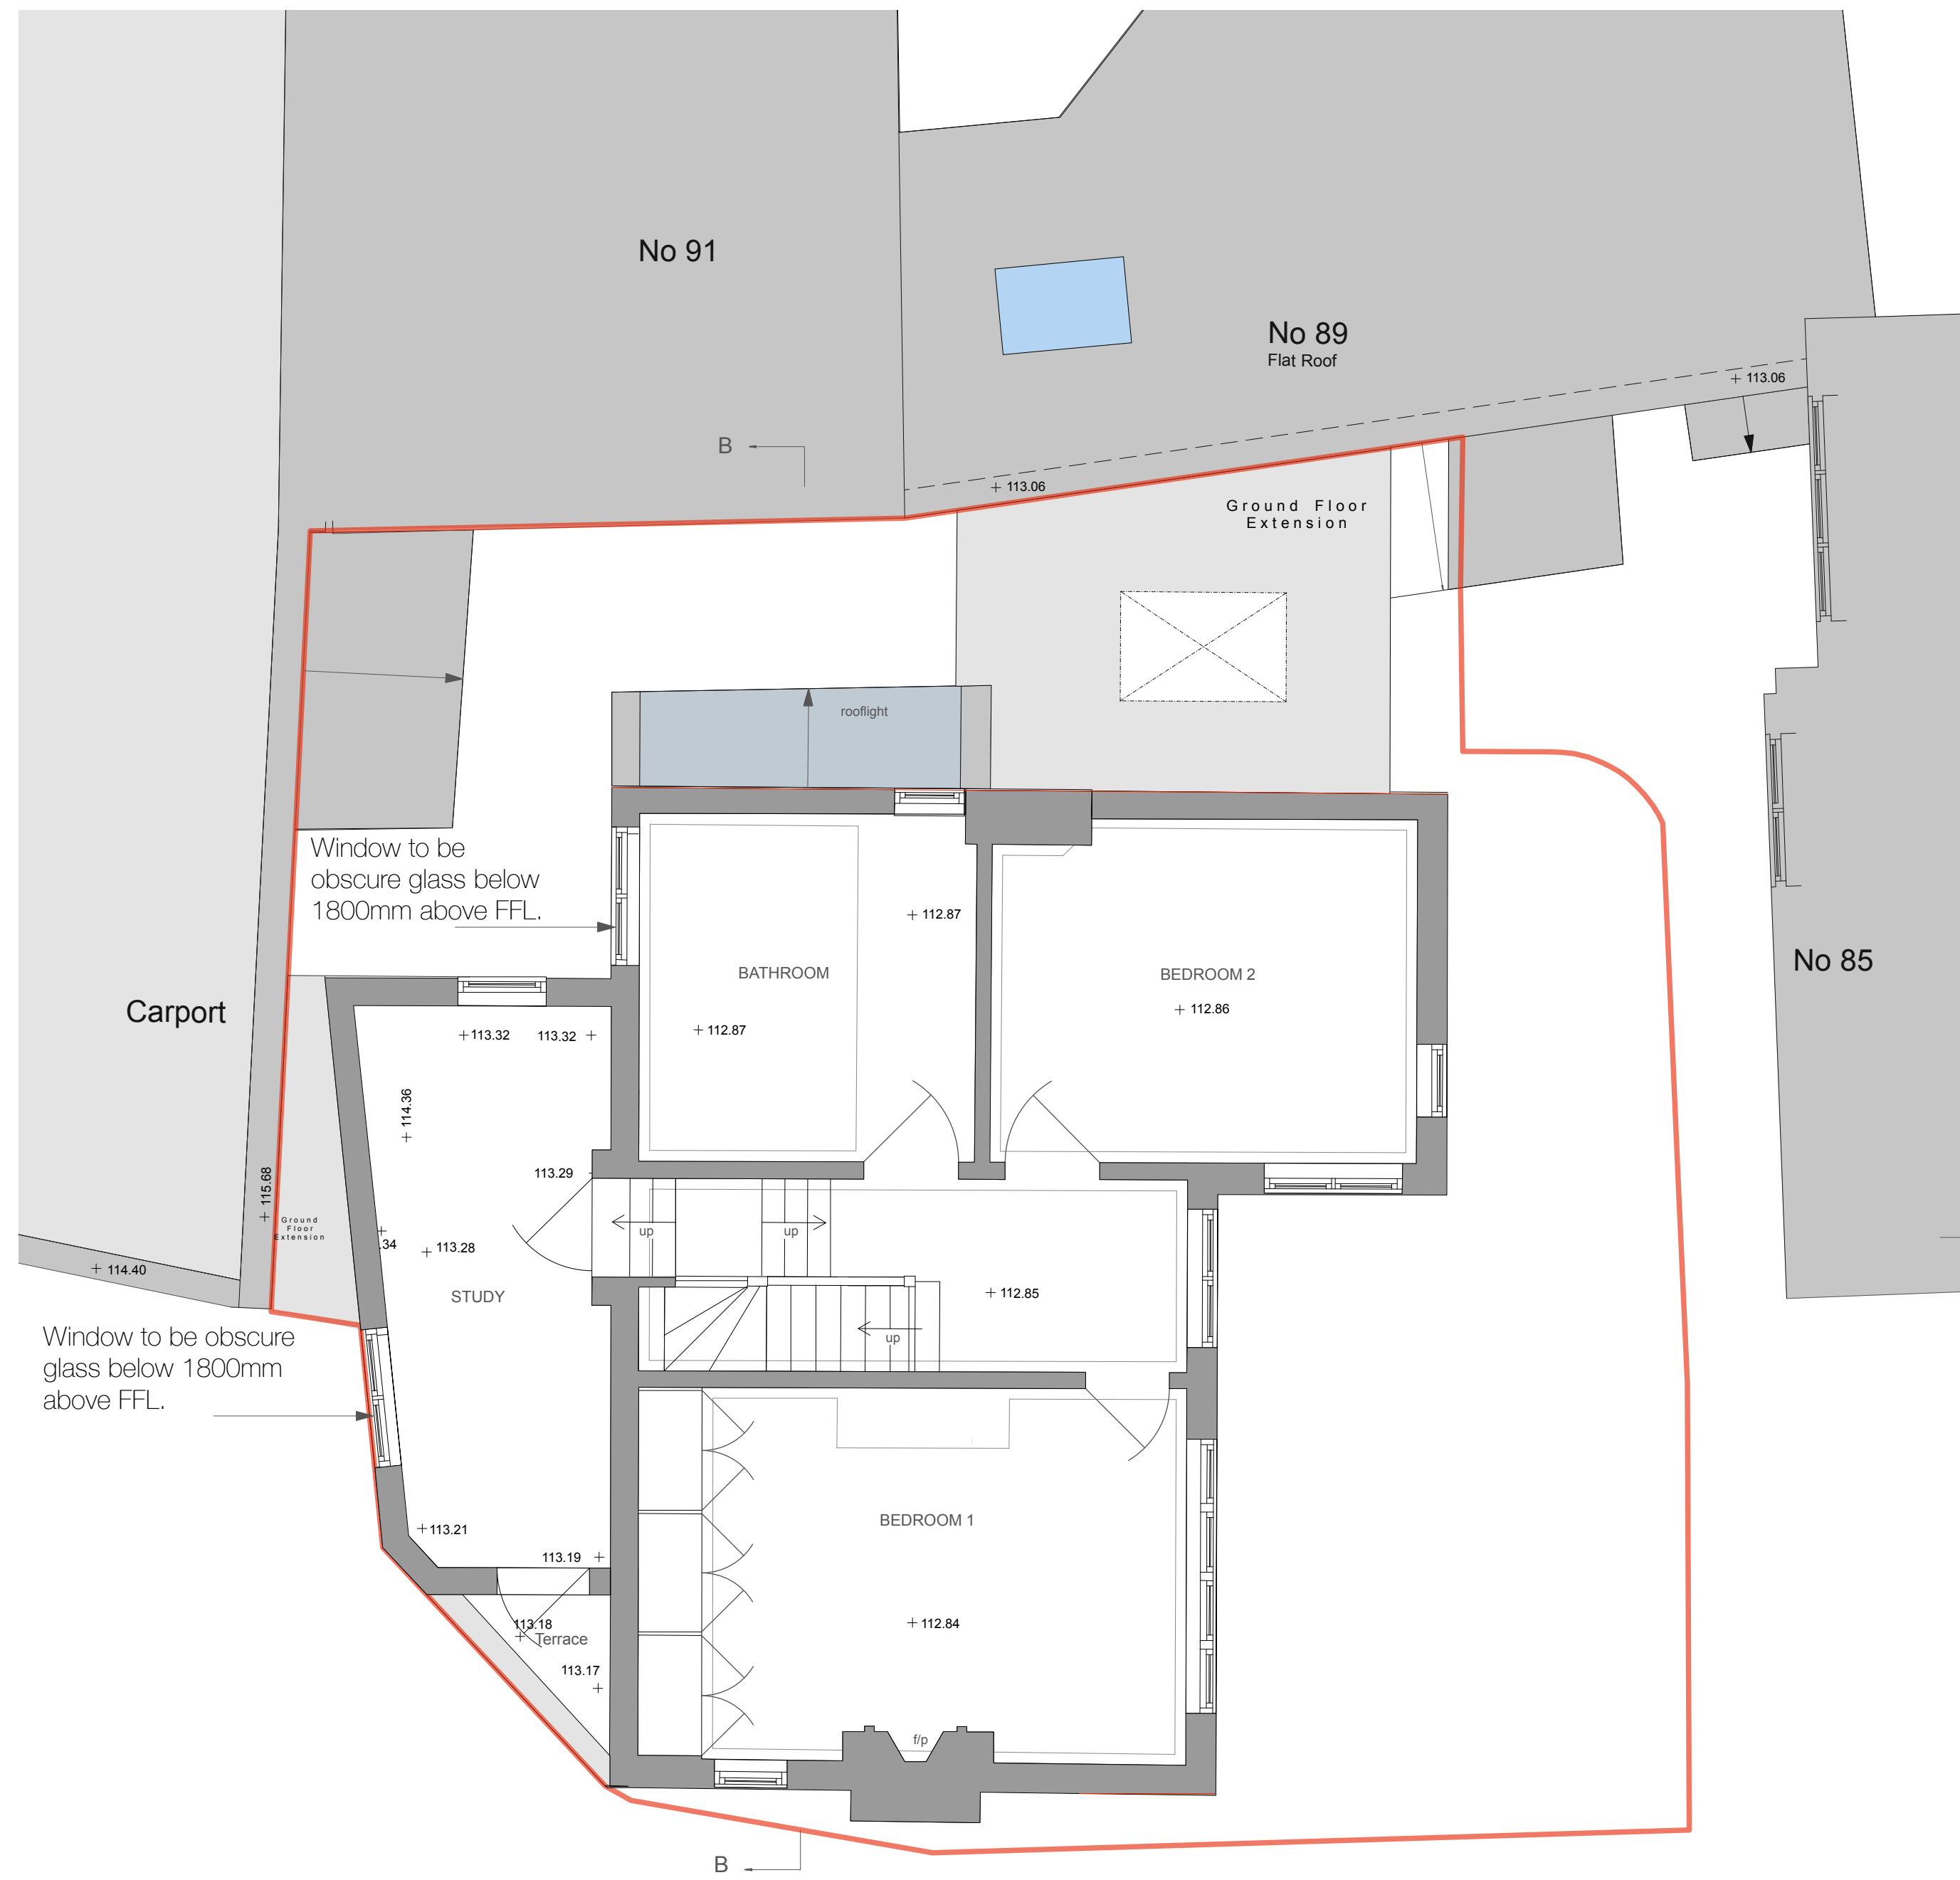 No 91
No 89
Flat Roof
113.06
B
113.06
Ground Floor
Extension
rooflight
Window to be
obscure glass below
1800mm above FFL.
112.87
BATHROOM
BEDROOM 2
No 85
112.86
Carport
112.87
113.32
113.32
114.36
113.29
115.68
Ground
Floor
Extension
up
up
.34
113.28
114.40
STUDY
112.85
up
Window to be obscure
glass below 1800mm
above FFL.
BEDROOM 1
113.21
113.19
113.18
Terrace
112.84
113.17
f/p
B